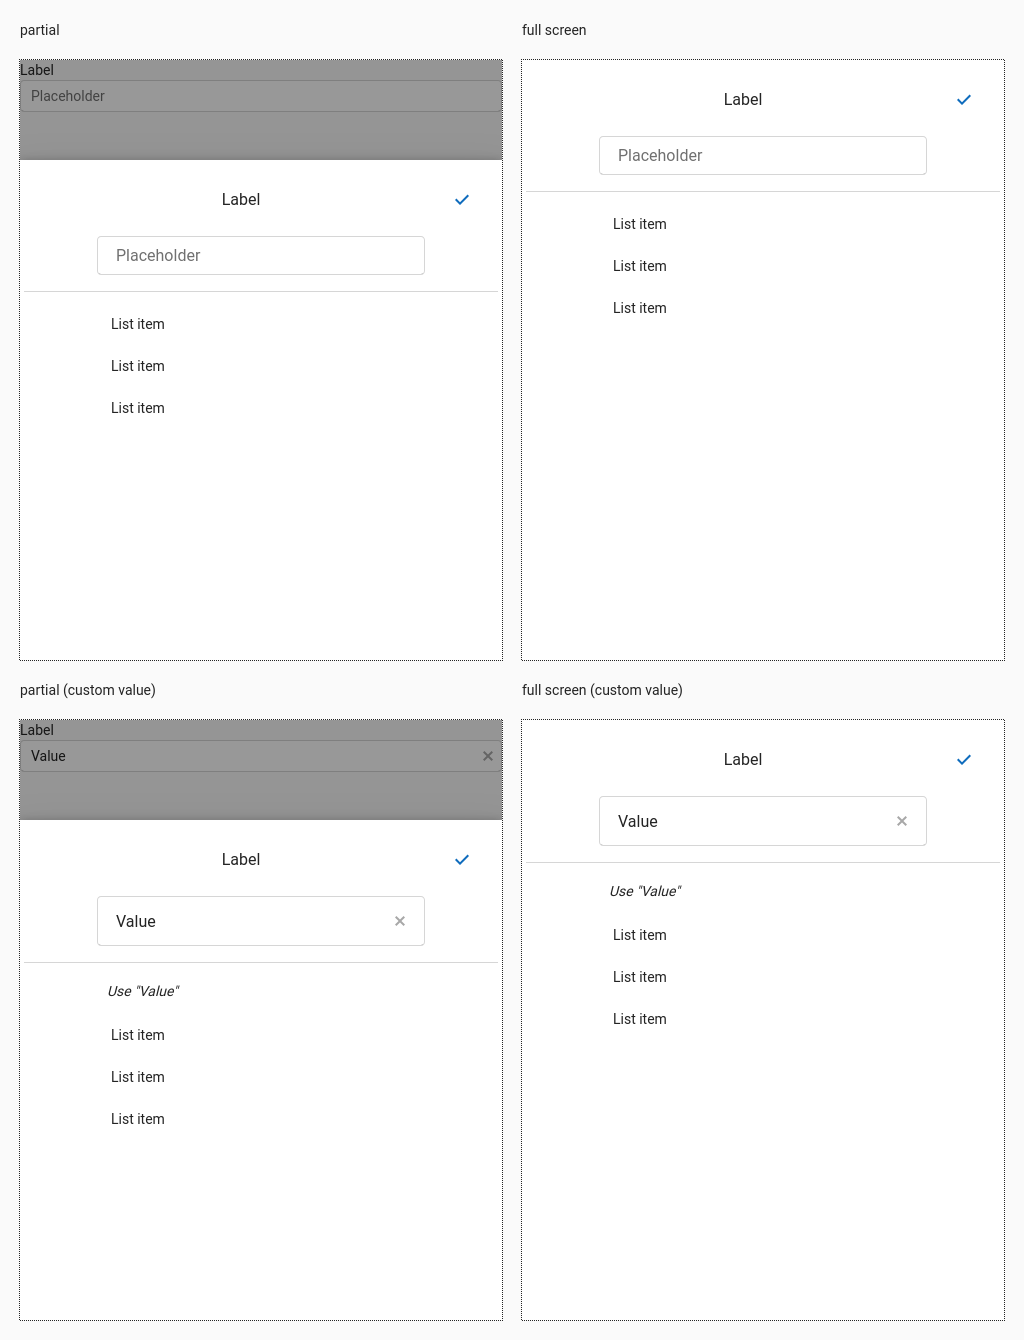 partial
Label
Placeholder
Label
Placeholder
List item
List item
List item
full screen
Label
Placeholder
List item
List item
List item
partial (custom value)
Label
Value
Label
Value
Use "Value"
List item
List item
List item
full screen (custom value)
Label
Value
Use "Value"
List item
List item
List item